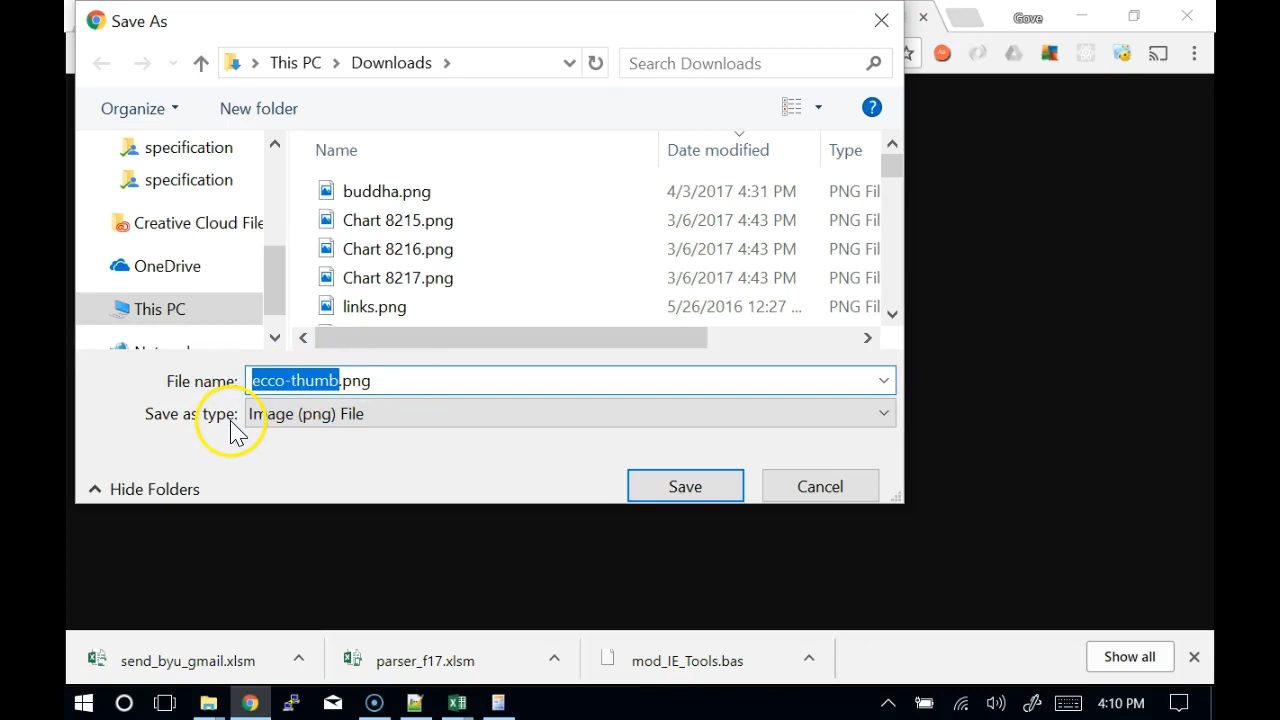 Save As
Gove
This PC
Downloads
Search Downloads
Organize
New folder
?
specification
specification
Creative Cloud File
OneDrive
This PC
Name
Date modified
Type
buddha.png
4/3/2017 4:31 PM
PNG Fil
Chart 8215.png
3/6/2017 4:43 PM
PNG Fil
Chart 8216.png
3/6/2017 4:43 PM
PNG Fil
Chart 8217.png
3/6/2017 4:43 PM
PNG Fil
links.png
5/26/2016 12:27 ...
PNG Fil
File name:
ecco-thumb.png
Save as type:
Image (png) File
Hide Folders
Save
Cancel
send_byu_gmail.xlsm
parser_f17.xlsm
mod_IE_Tools.bas
Show all
4:10 PM